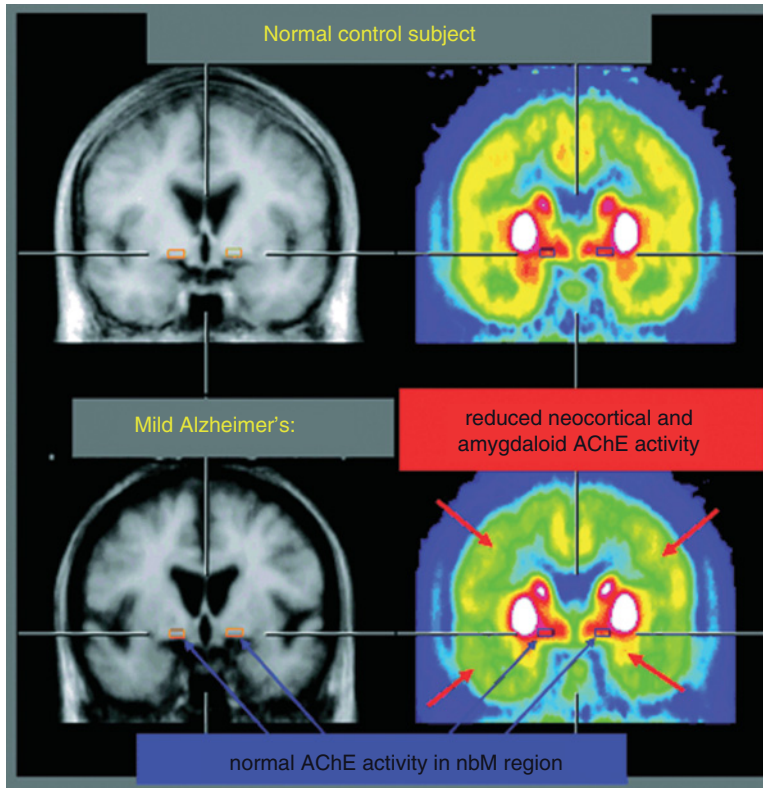 Normal control subject
Mild Alzheimer's:
reduced neocortical and
amygdaloid AChE activity
normal AChE activity in nbM region